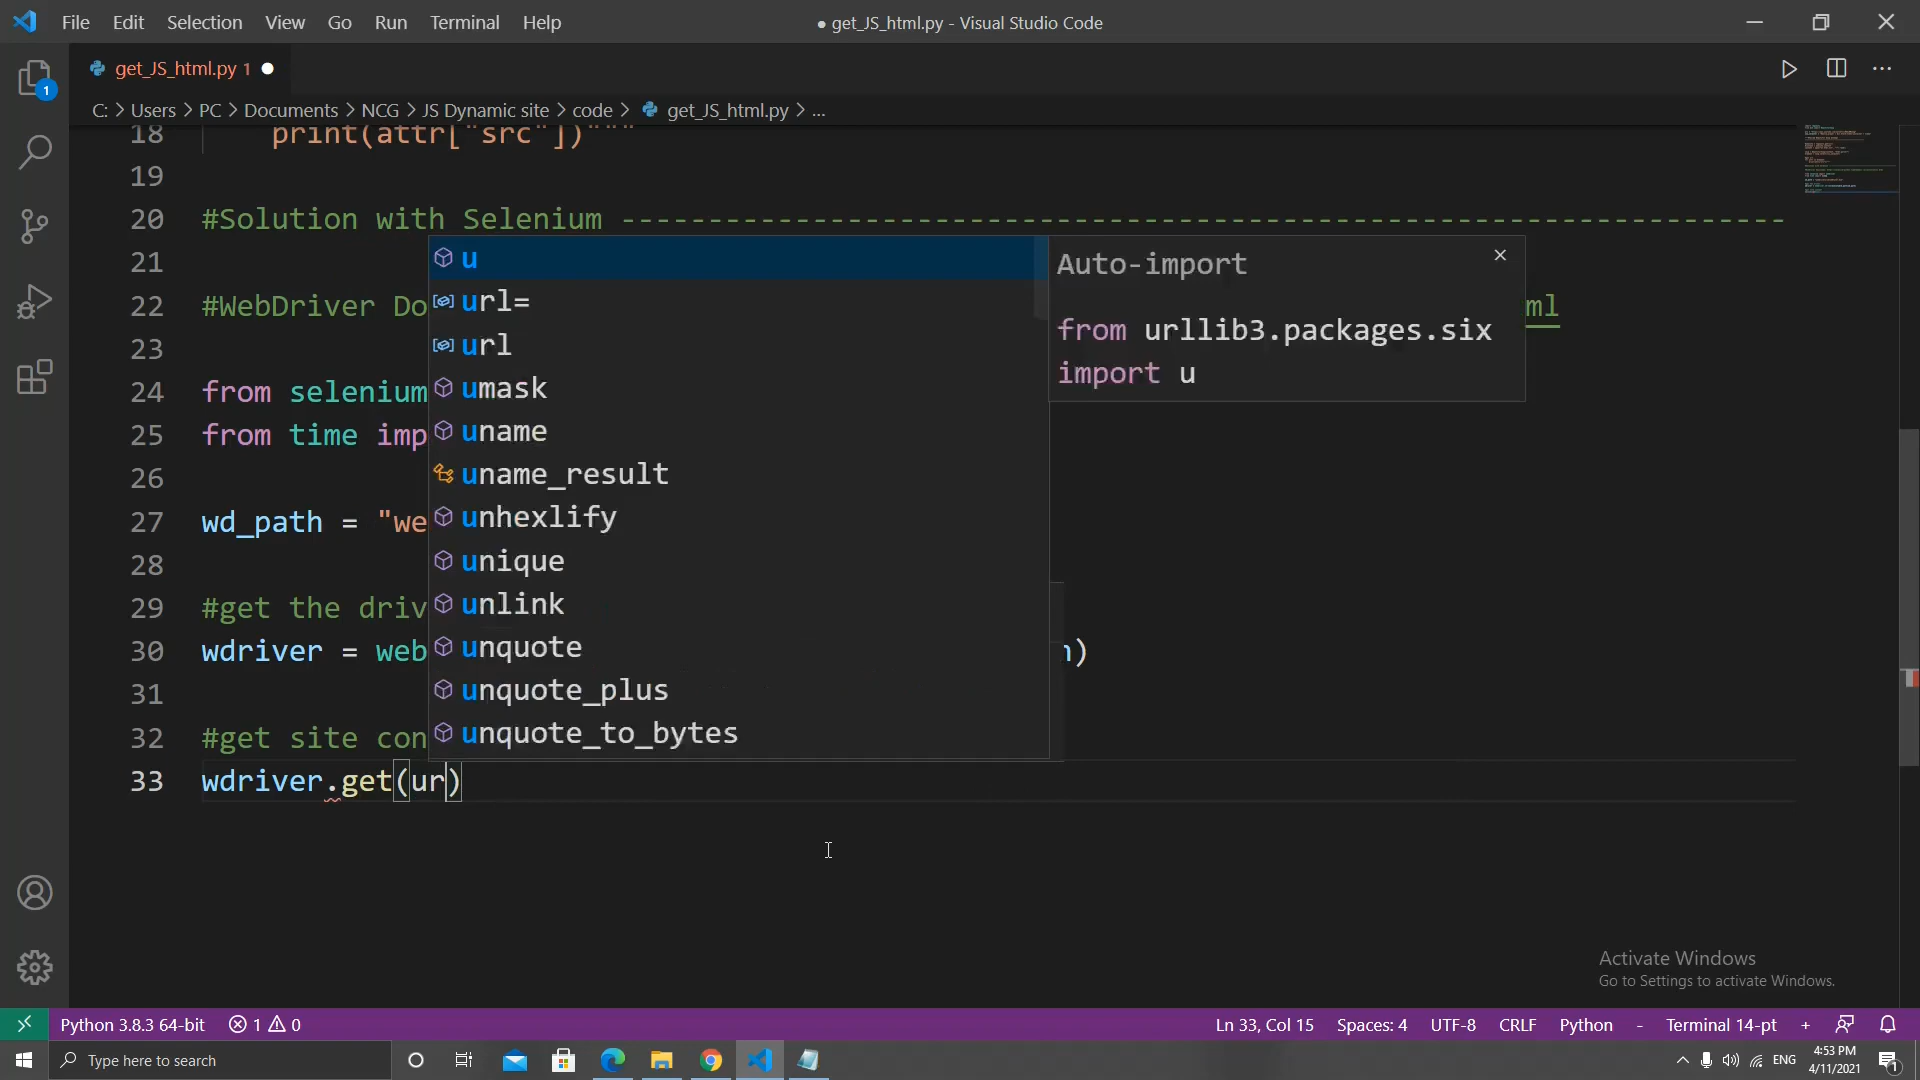 File Edit Selection View Go Run Terminal Help
● get_JS_html.py - Visual Studio Code
get_JS_html.py 1 ●
C: > Users > PC > Documents > NCG > JS Dynamic site > code > get_JS_html.py > ...
18 print(attr["src"])"""
19
20 #Solution with Selenium -------------------------------------------------------------------
21
22 #WebDriver Do ml
23
24 from selenium
25 from time imp
26
27 wd_path = "we
28
29 #get the driv
30 wdriver = web )
31
32 #get site con
33 wdriver.get(ur)
u
url=
url
umask
uname
uname_result
unhexlify
unique
unlink
unquote
unquote_plus
unquote_to_bytes
Auto-import
from urllib3.packages.six
import u
1
Activate Windows
Go to Settings to activate Windows.
Python 3.8.3 64-bit 1 0
Ln 33, Col 15 Spaces: 4 UTF-8 CRLF Python - Terminal 14-pt +
Type here to search
ENG
4:53 PM
4/11/2021
1